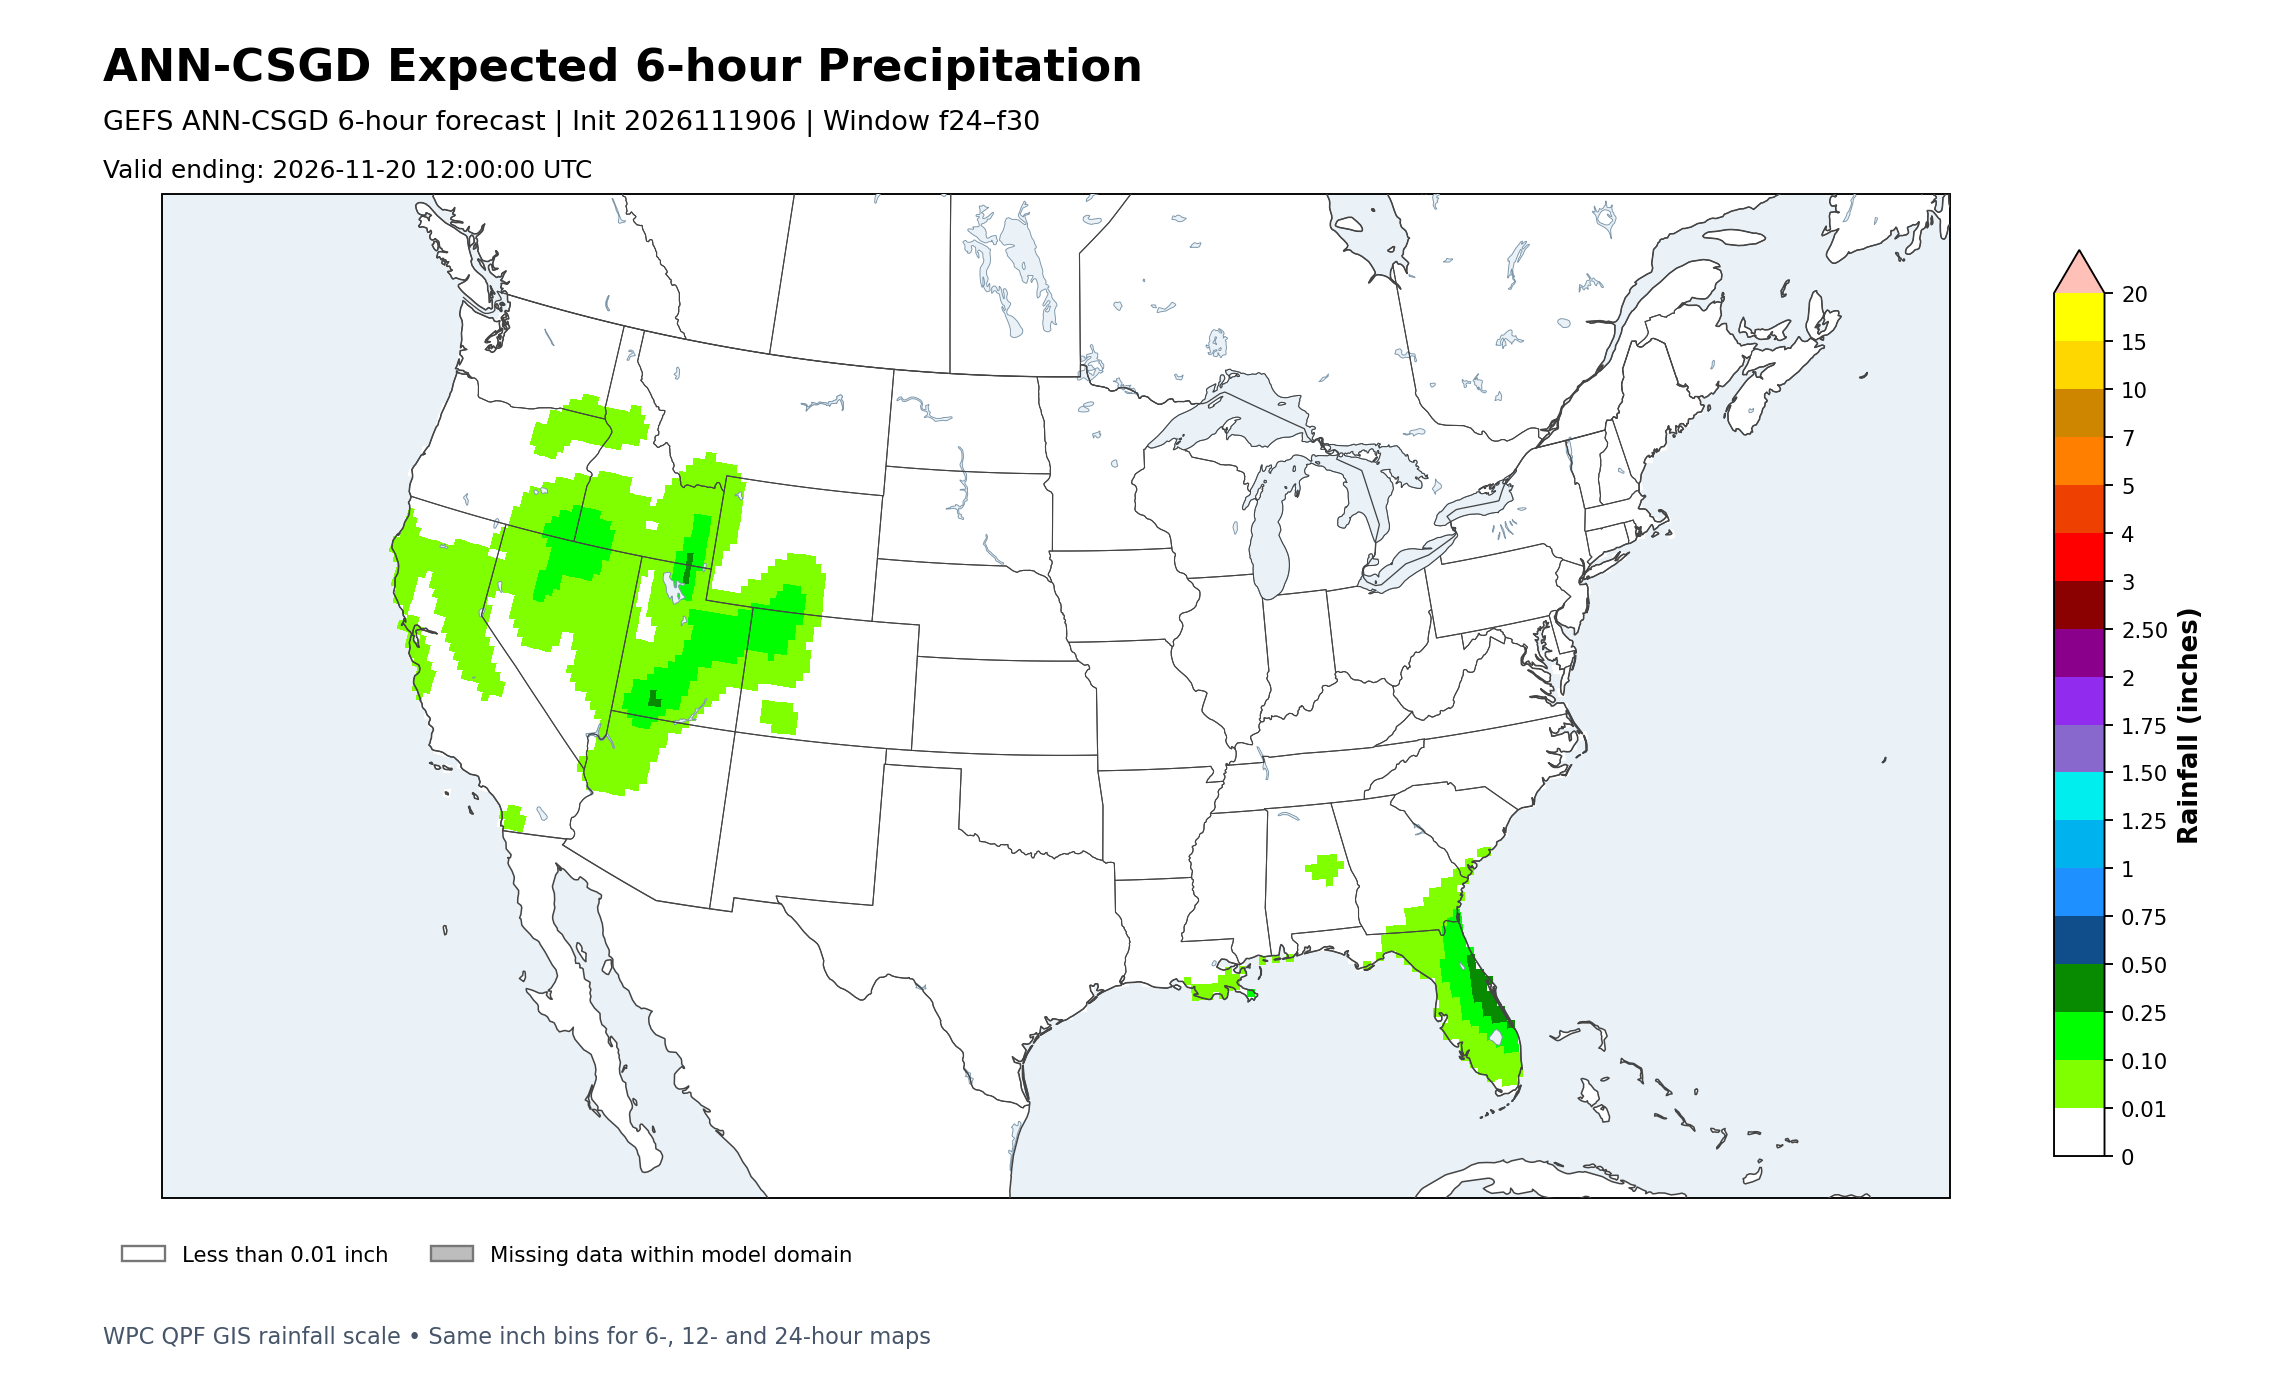 ANN-CSGD Expected 6-hour Precipitation
GEFS ANN-CSGD 6-hour forecast | Init 2026111906 | Window f24–f30
Valid ending: 2026-11-20 12:00:00 UTC
20
15
10
7
5
4
3
2.50
2
1.75
1.50
1.25
1
0.75
0.50
0.25
0.10
0.01
0
Rainfall (inches)
Less than 0.01 inch
Missing data within model domain
WPC QPF GIS rainfall scale • Same inch bins for 6-, 12- and 24-hour maps